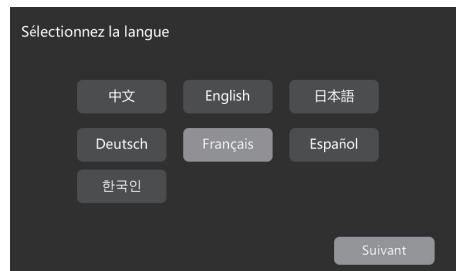 Sélectionnez la langue
中文 English 日本語
Deutsch Français Español
한국인
Suivant